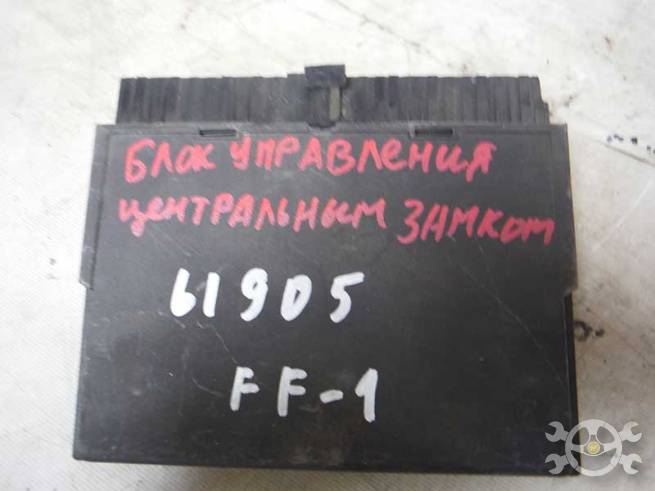 БЛОК УПРАВЛЕНИЯ
ЦЕНТРАЛЬНЫМ ЗАМКОМ
61905
FF-1